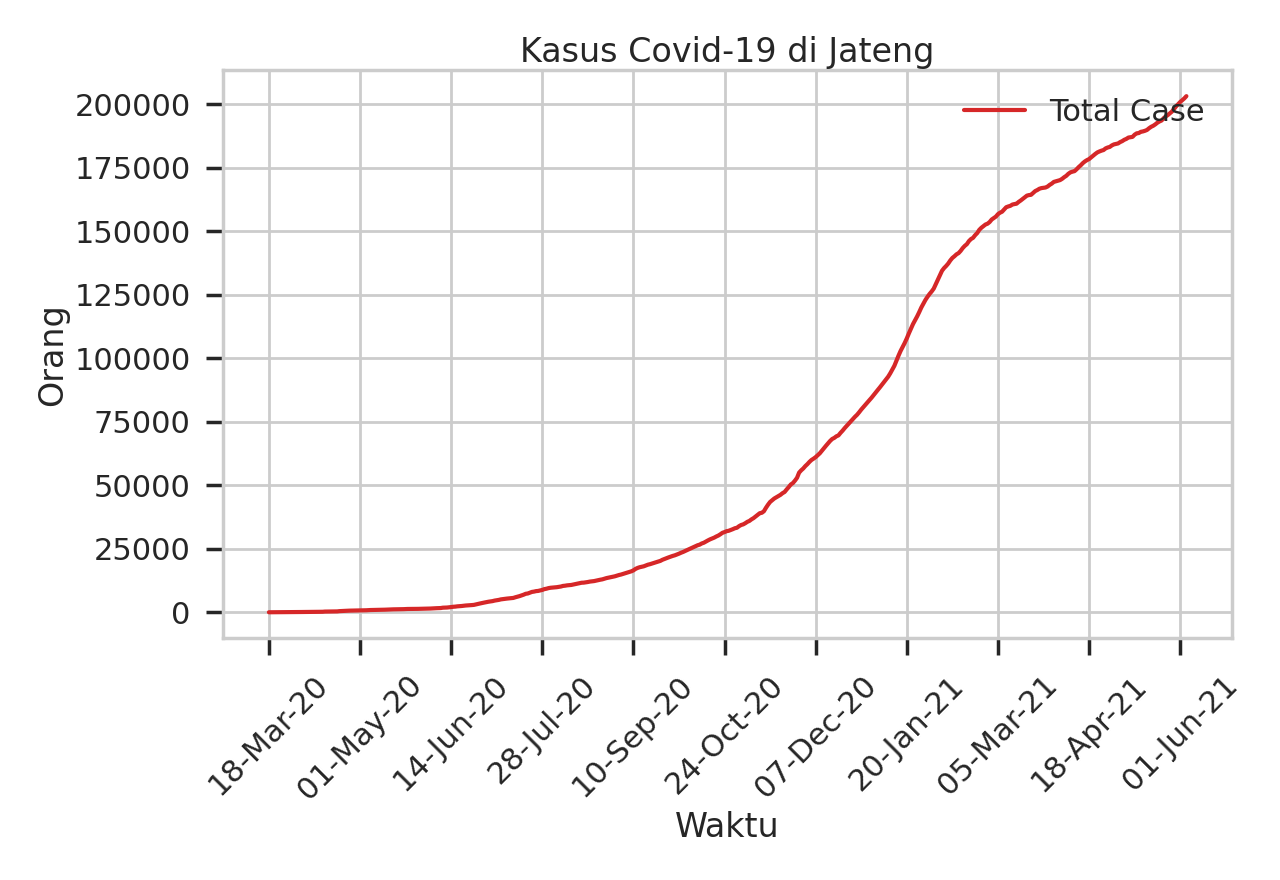 Kasus Covid-19 di Jateng
Total Case
Orang
200000
175000
150000
125000
100000
75000
50000
25000
0
18-Mar-20
01-May-20
14-Jun-20
28-Jul-20
10-Sep-20
24-Oct-20
07-Dec-20
20-Jan-21
05-Mar-21
18-Apr-21
01-Jun-21
Waktu